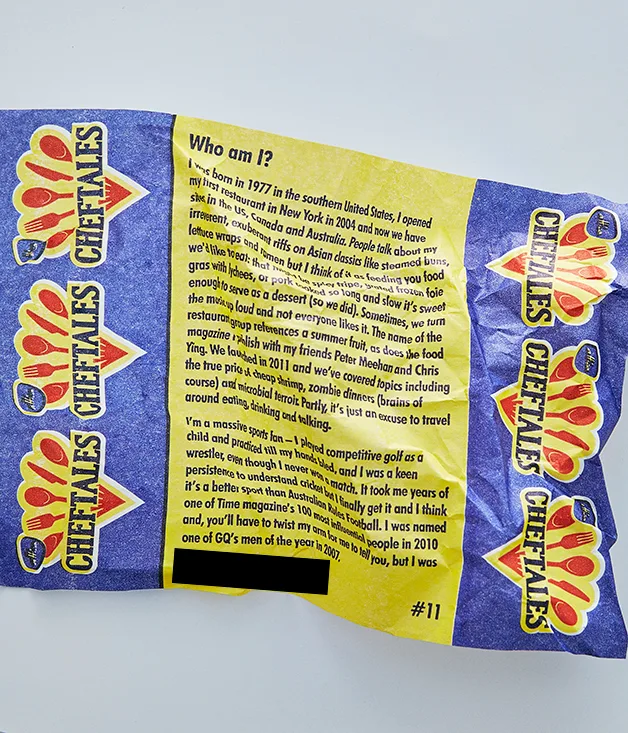 CHEFTALES
CHEFTALES
CHEFTALES
Who am I?
I was born in 1977 in the southern United States, I opened
my first restaurant in New York in 2004 and now we have
sites in the US, Canada and Australia. People talk about my
irreverent, exuberant riffs on Asian classics like steamed buns,
lettuce wraps and ramen but I think of it as feeding you food
we'd like to eat: that spicy tripe, grated frozen foie
gras with lychees, or pork cooked so long and slow it's sweet
enough to serve as a dessert (so we did). Sometimes, we turn
the music up loud and not everyone likes it. The name of the
restaurant group references a summer fruit, as does the food
magazine I publish with my friends Peter Meehan and Chris
Ying. We launched in 2011 and we've covered topics including
the true price of cheap shrimp, zombie dinners (brains of
course) and microbial terroir. Partly, it's just an excuse to travel
around eating, drinking and talking.
I'm a massive sports fan – I played competitive golf as a
child and practiced till my hands bled, and I was a keen
wrestler, even though I never won a match. It took me years of
persistence to understand cricket but I finally get it and I think
it's a better sport than Australian Rules Football. I was named
one of Time magazine's 100 most influential people in 2010
and, you'll have to twist my arm for me to tell you, but I was
one of GQ's men of the year in 2007.
#11
CHEFTALES
CHEFTALES
CHEFTALES